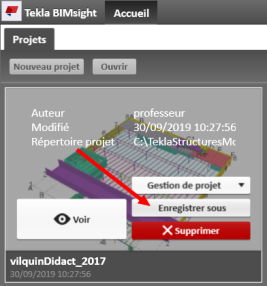 Tekla BIMsight Accueil
Projets
Nouveau projet Ouvrir
Auteur professeur
Modifié 30/09/2019 10:27:56
Répertoire projet C:\TeklaStructuresMo
Gestion de projet
Voir
Enregistrer sous
Supprimer
vilquinDidact_2017
30/09/2019 10:27:56